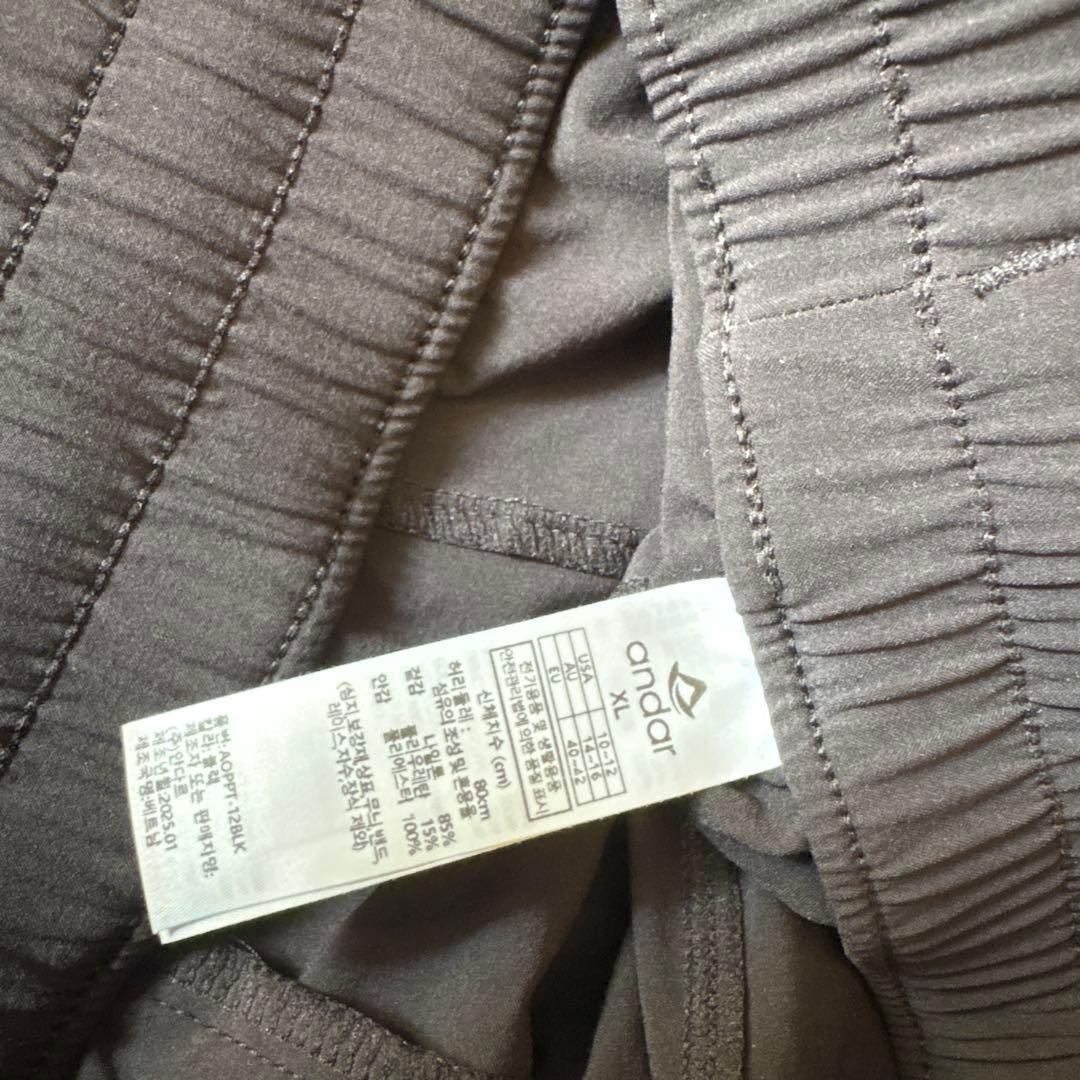 andar
XL
USA 10-12
AU 14-16
EU 40-42
전기용품 및 생활용품
안전관리법에 의한 품질 표시
신체치수 (cm)
허리둘레 : 80cm
섬유의 조성 및 혼용율
겉감 나일론 85%
폴리우레탄 15%
안감 폴리에스터 100%
(심지 보강재 상표 무늬 밴드
레이스 자수 장식 제외)
품번: AOPPT-12BLK
컬러: 블랙
제조자 또는 판매자명:
(주)안다르
제조년월: 2025.01
제조국명: 베트남